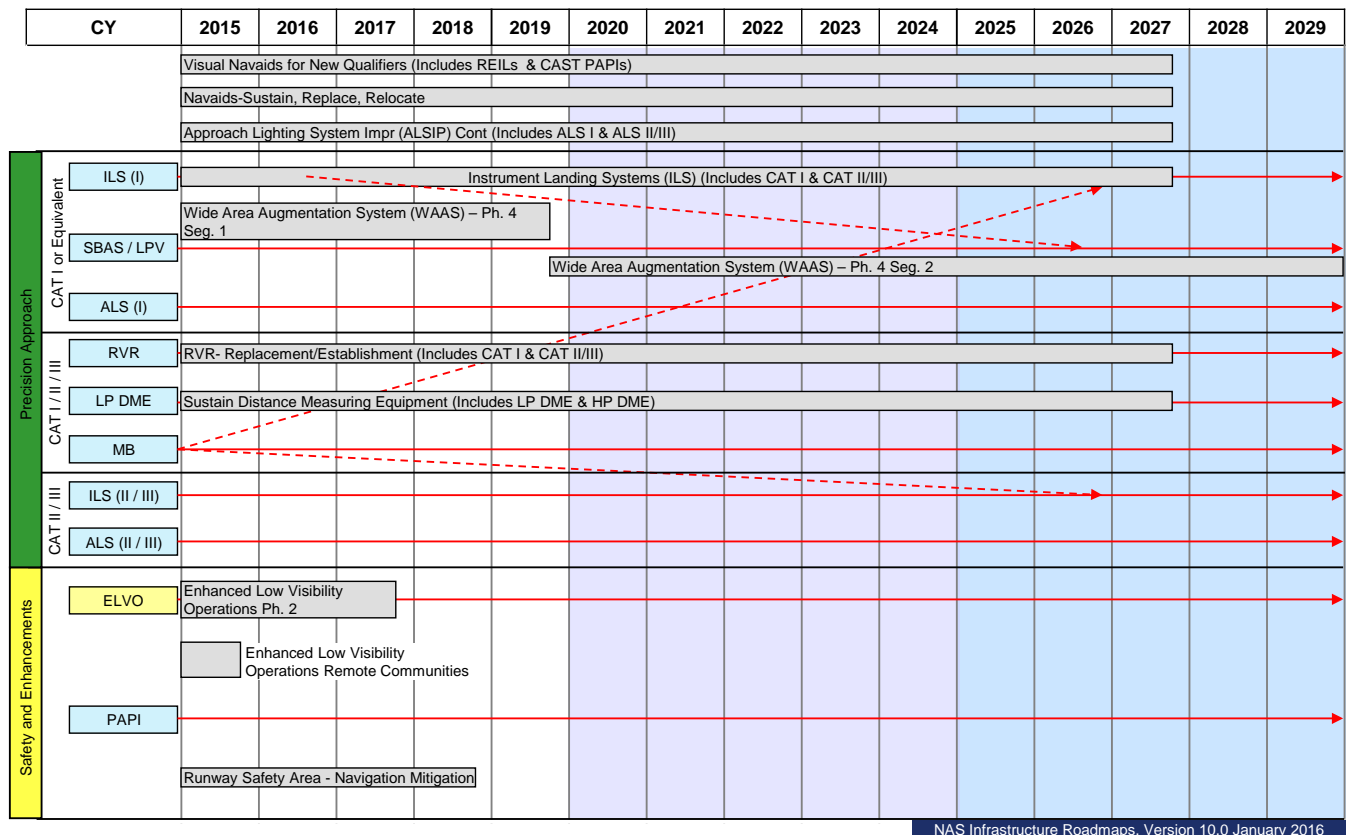 CY 2015 2016 2017 2018 2019 2020 2021 2022 2023 2024 2025 2026 2027 2028 2029
Visual Navaids for New Qualifiers (Includes REILs & CAST PAPIs)
Navaids-Sustain, Replace, Relocate
Approach Lighting System Impr (ALSIP) Cont (Includes ALS I & ALS II/III)
Precision Approach
CAT I or Equivalent
ILS (I)
Instrument Landing Systems (ILS) (Includes CAT I & CAT II/III)
Wide Area Augmentation System (WAAS) – Ph. 4
Seg. 1
SBAS / LPV
Wide Area Augmentation System (WAAS) – Ph. 4 Seg. 2
ALS (I)
CAT I / II / III
RVR
RVR- Replacement/Establishment (Includes CAT I & CAT II/III)
LP DME
Sustain Distance Measuring Equipment (Includes LP DME & HP DME)
MB
CAT II / III
ILS (II / III)
ALS (II / III)
Safety and Enhancements
ELVO
Enhanced Low Visibility
Operations Ph. 2
Enhanced Low Visibility
Operations Remote Communities
PAPI
Runway Safety Area - Navigation Mitigation
NAS Infrastructure Roadmaps, Version 10.0 January 2016